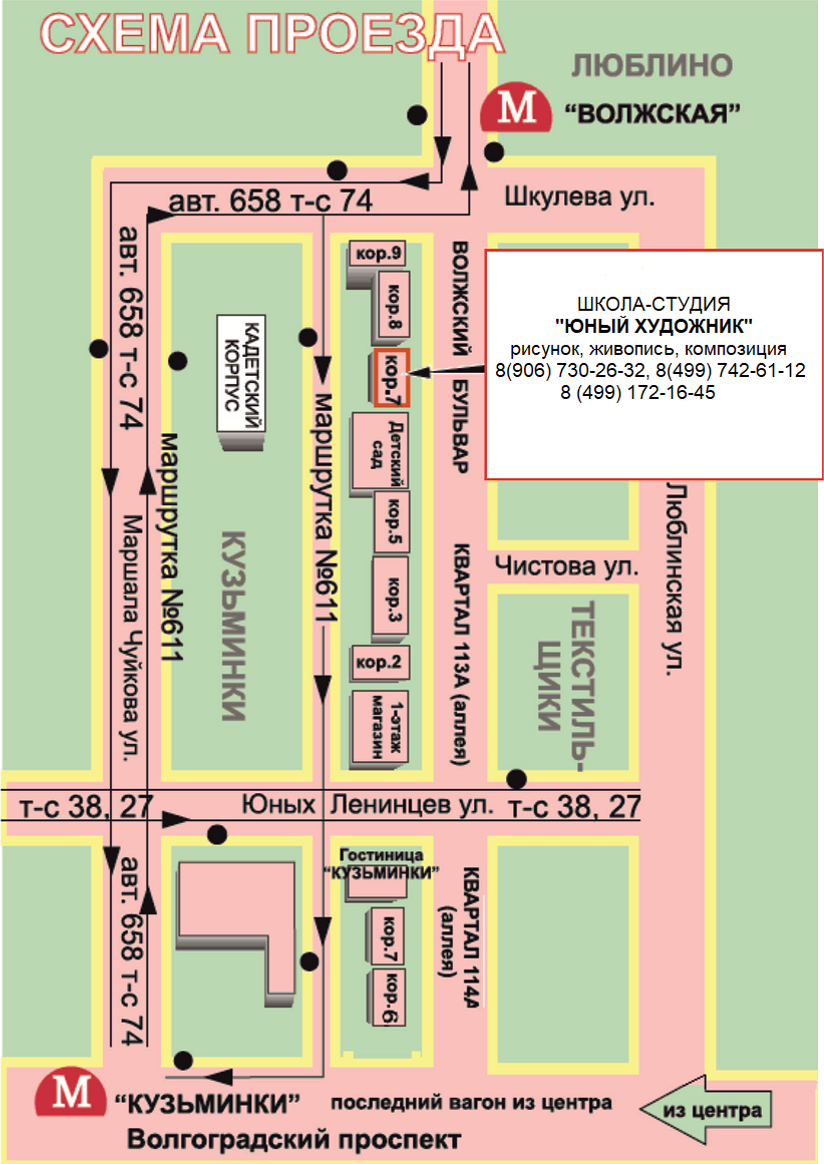 СХЕМА ПРОЕЗДА
ЛЮБЛИНО
М
“ВОЛЖСКАЯ”
Шкулева ул.
авт. 658 т-с 74
авт. 658 т-с 74
кор.9
кор.8
кор.7
ВОЛЖСКИЙ БУЛЬВАР
ШКОЛА-СТУДИЯ
"ЮНЫЙ ХУДОЖНИК"
рисунок, живопись, композиция
8(906) 730-26-32, 8(499) 742-61-12
8 (499) 172-16-45
КАДЕТСКИЙ
КОРПУС
Детский
сад
маршрутка №611
маршрутка №611
Маршала Чуйкова ул.
КУЗЬМИНКИ
кор.5
кор.3
кор.2
1-этаж
магазин
КВАРТАЛ 113А (аллея)
Чистова ул.
Люблинская ул.
ТЕКСТИЛЬ-
ЩИКИ
т-с 38, 27
Юных Ленинцев ул.
т-с 38, 27
авт. 658 т-с 74
Гостиница
“КУЗЬМИНКИ”
кор.7
кор.6
КВАРТАЛ 114А
(аллея)
М
“КУЗЬМИНКИ”
последний вагон из центра
из центра
Волгоградский проспект